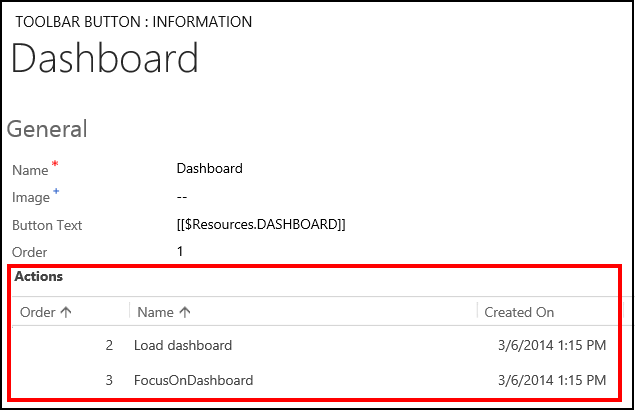 TOOLBAR BUTTON : INFORMATION
Dashboard
General
Name * Dashboard
Image + --
Button Text [[$Resources.DASHBOARD]]
Order 1
Actions
Order ↑ Name ↑ Created On
2 Load dashboard 3/6/2014 1:15 PM
3 FocusOnDashboard 3/6/2014 1:15 PM